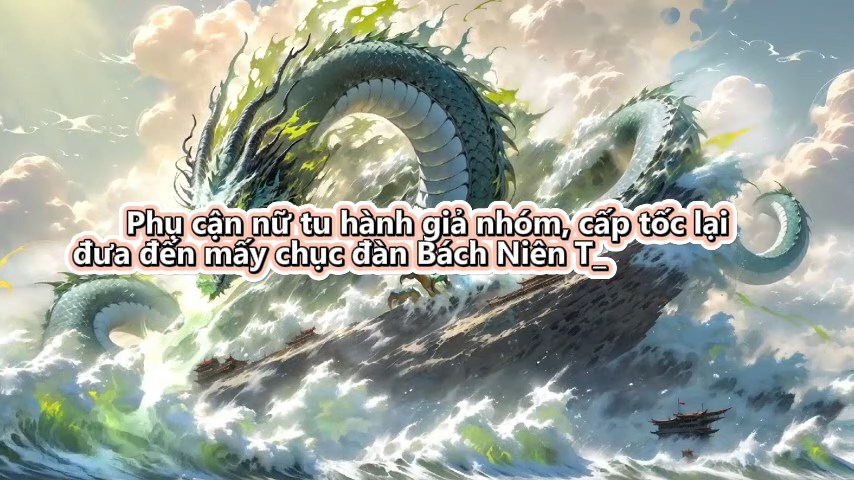 Phụ cận nữ tu hành giả nhóm, cấp tốc lại
đưa đến mấy chục đàn Bách Niên T_